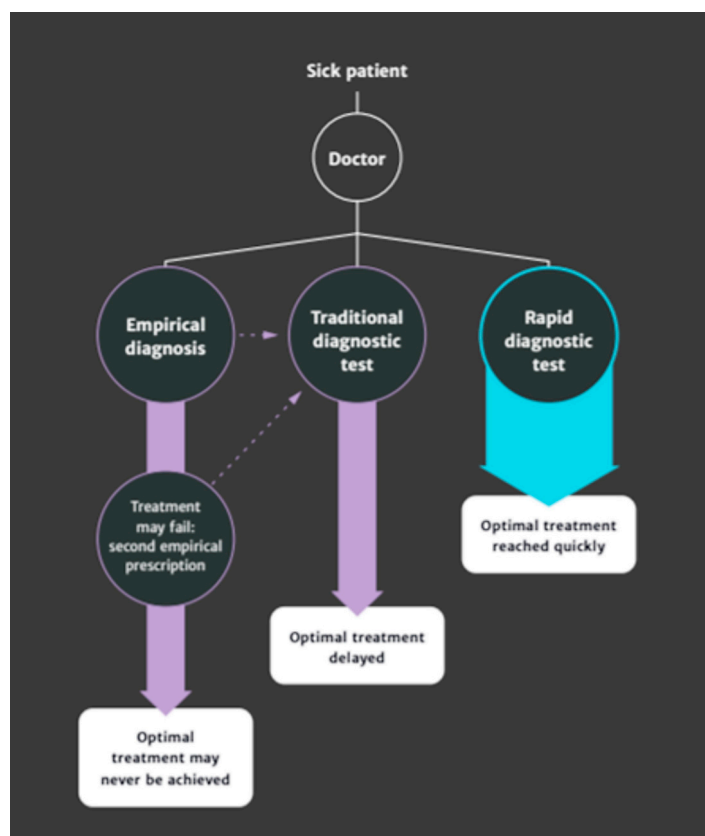 Sick patient
Doctor
Empirical
diagnosis
Traditional
diagnostic
test
Rapid
diagnostic
test
Treatment
may fail:
second empirical
prescription
Optimal treatment
reached quickly
Optimal treatment
delayed
Optimal
treatment may
never be achieved